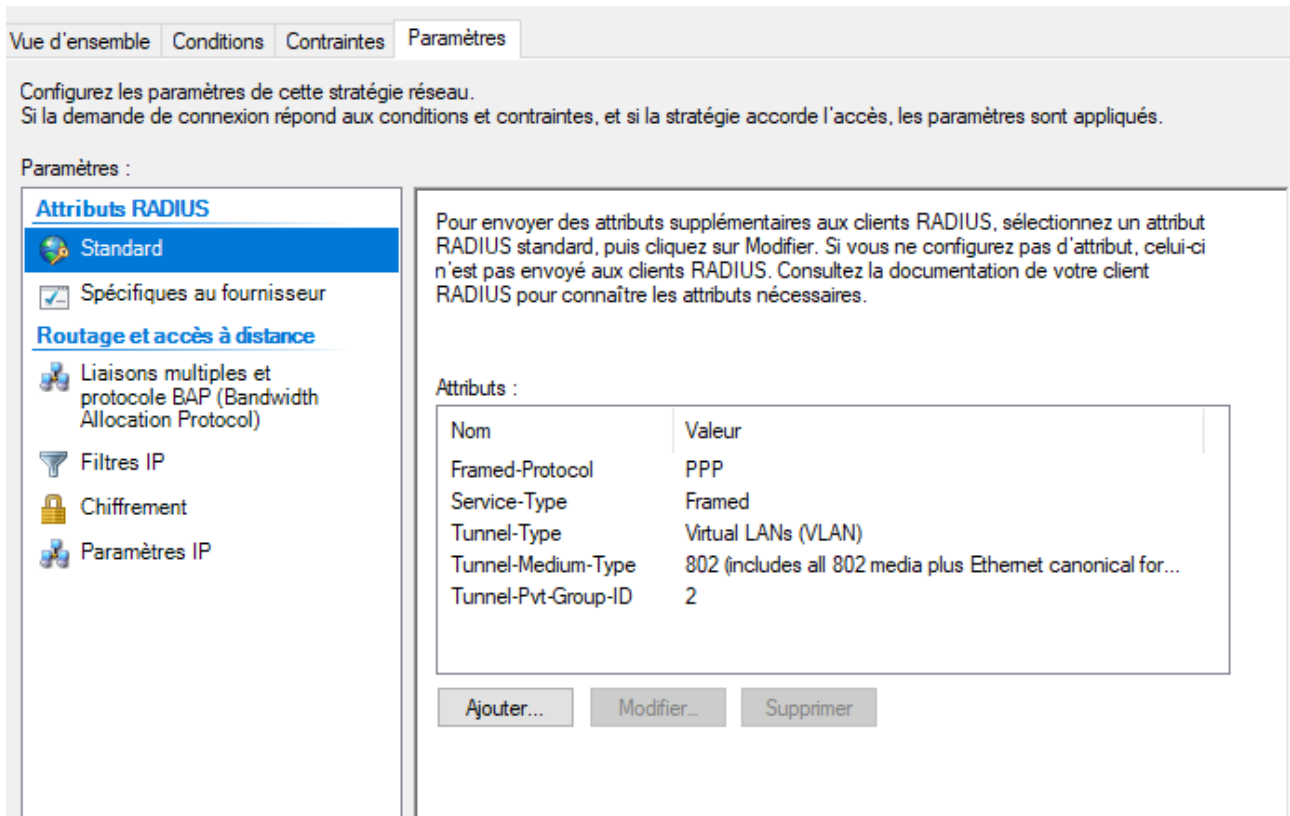 Vue d'ensemble Conditions Contraintes Paramètres
Configurez les paramètres de cette stratégie réseau.
Si la demande de connexion répond aux conditions et contraintes, et si la stratégie accorde l'accès, les paramètres sont appliqués.
Paramètres :
Attributs RADIUS
Standard
Spécifiques au fournisseur
Routage et accès à distance
Liaisons multiples et
protocole BAP (Bandwidth
Allocation Protocol)
Filtres IP
Chiffrement
Paramètres IP
Pour envoyer des attributs supplémentaires aux clients RADIUS, sélectionnez un attribut
RADIUS standard, puis cliquez sur Modifier. Si vous ne configurez pas d'attribut, celui-ci
n'est pas envoyé aux clients RADIUS. Consultez la documentation de votre client
RADIUS pour connaître les attributs nécessaires.
Attributs :
Nom Valeur
Framed-Protocol PPP
Service-Type Framed
Tunnel-Type Virtual LANs (VLAN)
Tunnel-Medium-Type 802 (includes all 802 media plus Ethernet canonical for...
Tunnel-Pvt-Group-ID 2
Ajouter... Modifier... Supprimer